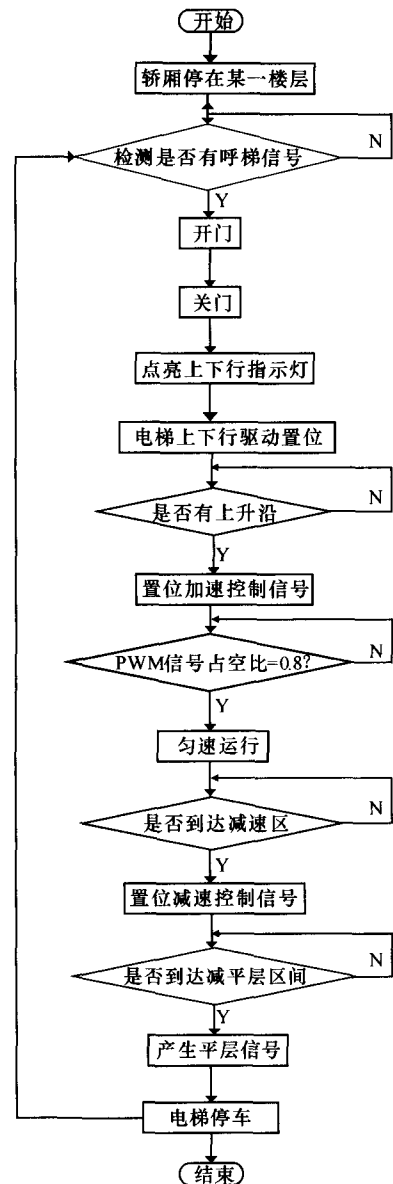 开始
轿厢停在某一楼层
检测是否有呼梯信号
N
Y
开门
关门
点亮上下行指示灯
电梯上下行驱动置位
是否有上升沿
N
Y
置位加速控制信号
PWM信号占空比=0.8?
N
Y
匀速运行
是否到达减速区
N
Y
置位减速控制信号
是否到达减平层区间
N
Y
产生平层信号
电梯停车
结束